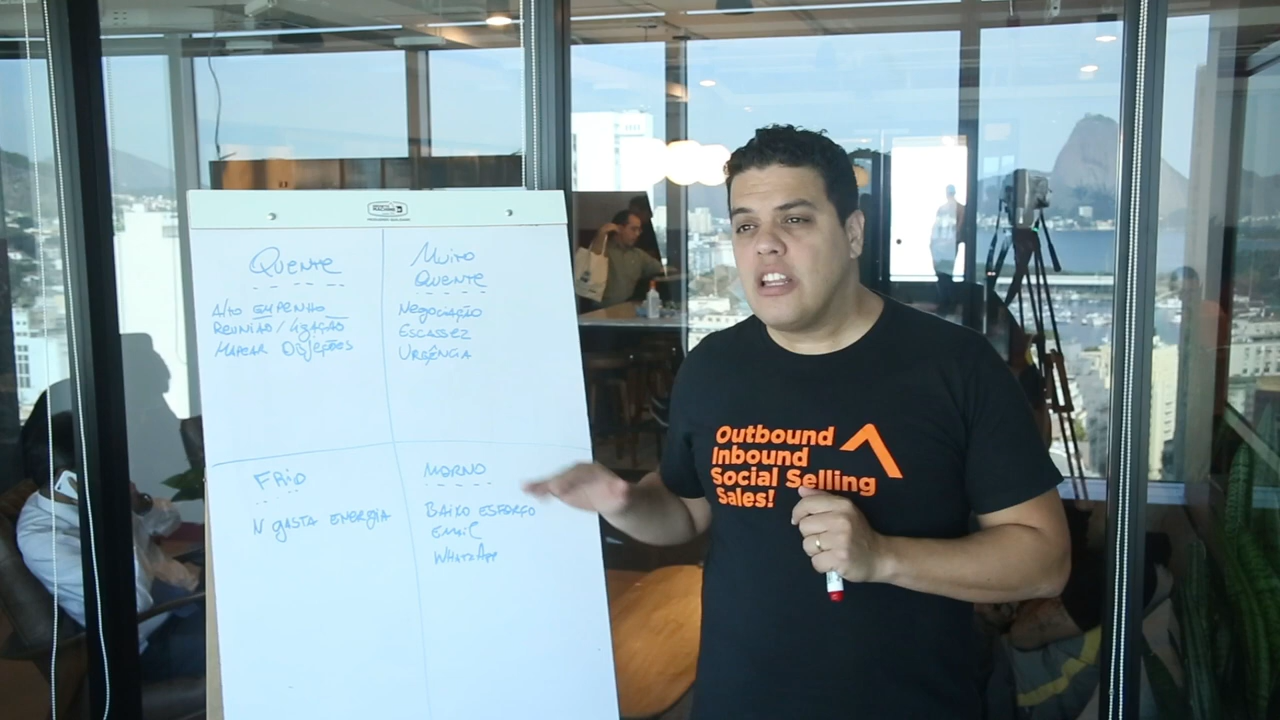 QUENTE
Alto EMPENHO
REUNIÃO/LIGAÇÃO
MAPEAR OBJEÇÕES
MUITO
QUENTE
NEgociAÇÃO
ESCASSEZ
URGÊNCIA
FRIO
N gASTA ENERGIA
MORNO
BAIXO ESFORÇO
EMAIL
WHATSAPP
Outbound
Inbound
Social Selling
Sales!